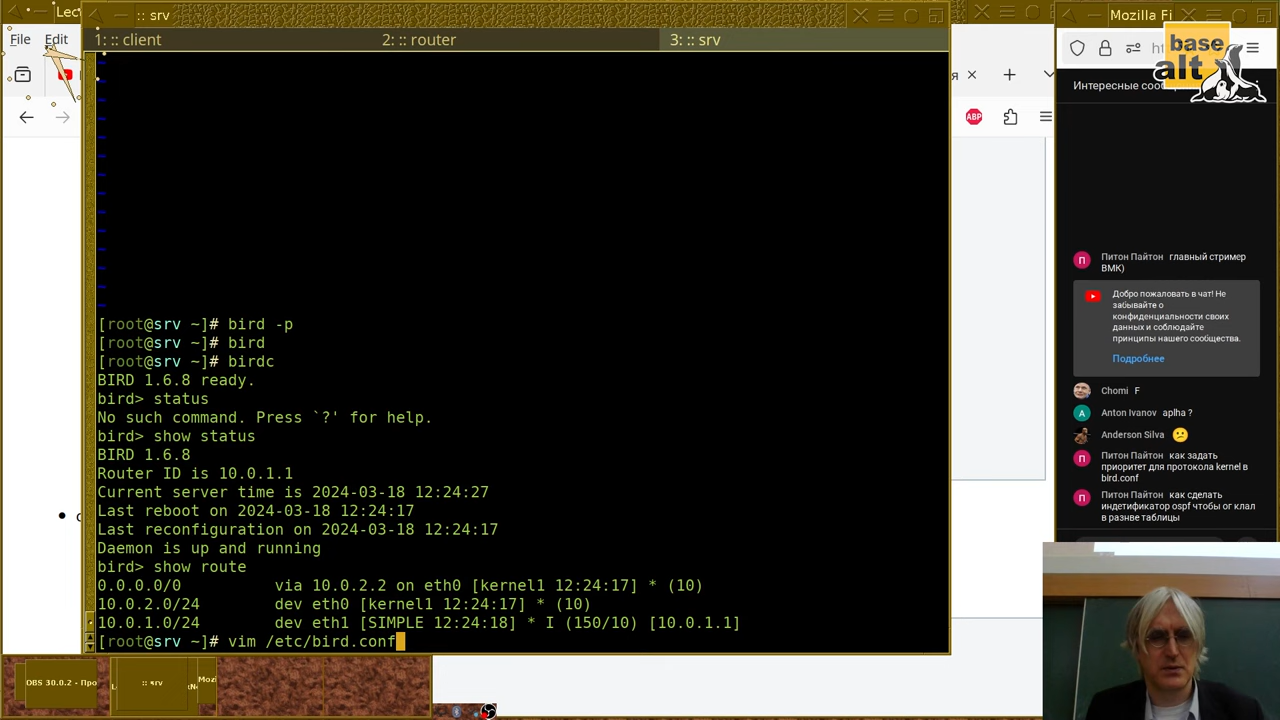 Lec
:: srv
Mozilla Fi
File Edit
1: :: client
2: :: router
3: :: srv
base
alt
я
ABP
Интересные сооб
[root@srv ~]# bird -p
[root@srv ~]# bird
[root@srv ~]# birdc
BIRD 1.6.8 ready.
bird> status
No such command. Press `?' for help.
bird> show status
BIRD 1.6.8
Router ID is 10.0.1.1
Current server time is 2024-03-18 12:24:27
Last reboot on 2024-03-18 12:24:17
Last reconfiguration on 2024-03-18 12:24:17
Daemon is up and running
bird> show route
0.0.0.0/0 via 10.0.2.2 on eth0 [kernel1 12:24:17] * (10)
10.0.2.0/24 dev eth0 [kernel1 12:24:17] * (10)
10.0.1.0/24 dev eth1 [SIMPLE 12:24:18] * I (150/10) [10.0.1.1]
[root@srv ~]# vim /etc/bird.conf
П Питон Пайтон главный стример
ВМК)
Добро пожаловать в чат! Не
забывайте о
конфиденциальности своих
данных и соблюдайте
принципы нашего сообщества.
Подробнее
Chomi F
A Anton Ivanov aplha ?
Anderson Silva 😕
П Питон Пайтон как задать
приоритет для протокола kernel в
bird.conf
П Питон Пайтон как сделать
индетификатор ospf чтобы ог клал
в разнве таблицы
OBS 30.0.2 - Про
:: srv
Mozi